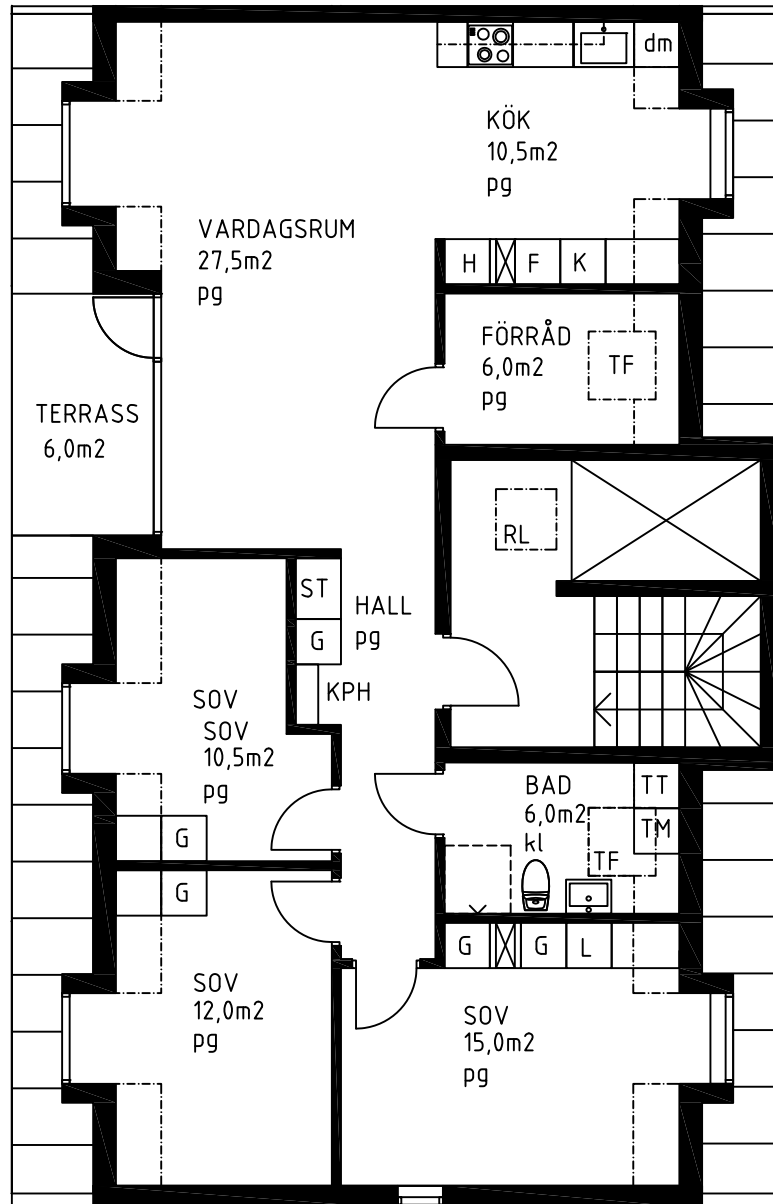 dm
KÖK
10,5m2
pg
VARDAGSRUM
27,5m2
pg
H F K
FÖRRÅD
6,0m2
pg
TF
TERRASS
6,0m2
RL
ST
HALL
pg
G
KPH
SOV
SOV
10,5m2
pg
BAD
6,0m2
kl
TT
TM
TF
G
G
G G L
SOV
12,0m2
pg
SOV
15,0m2
pg